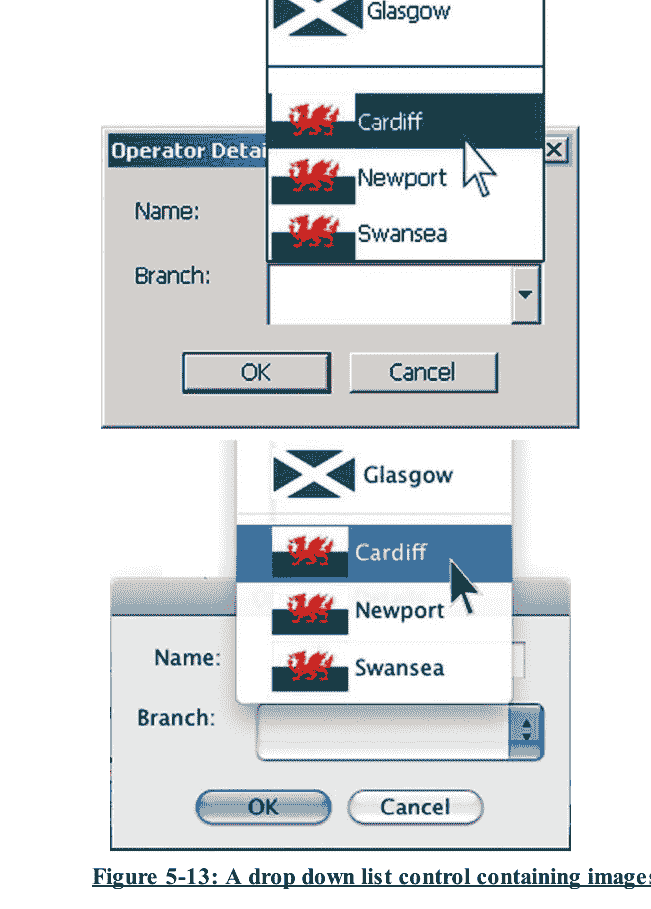 Glasgow
Cardiff
Operator Detai
Newport
Name:
Swansea
Branch:
OK Cancel
Glasgow
Cardiff
Newport
Name:
Swansea
Branch:
OK Cancel
Figure 5-13: A drop down list control containing images